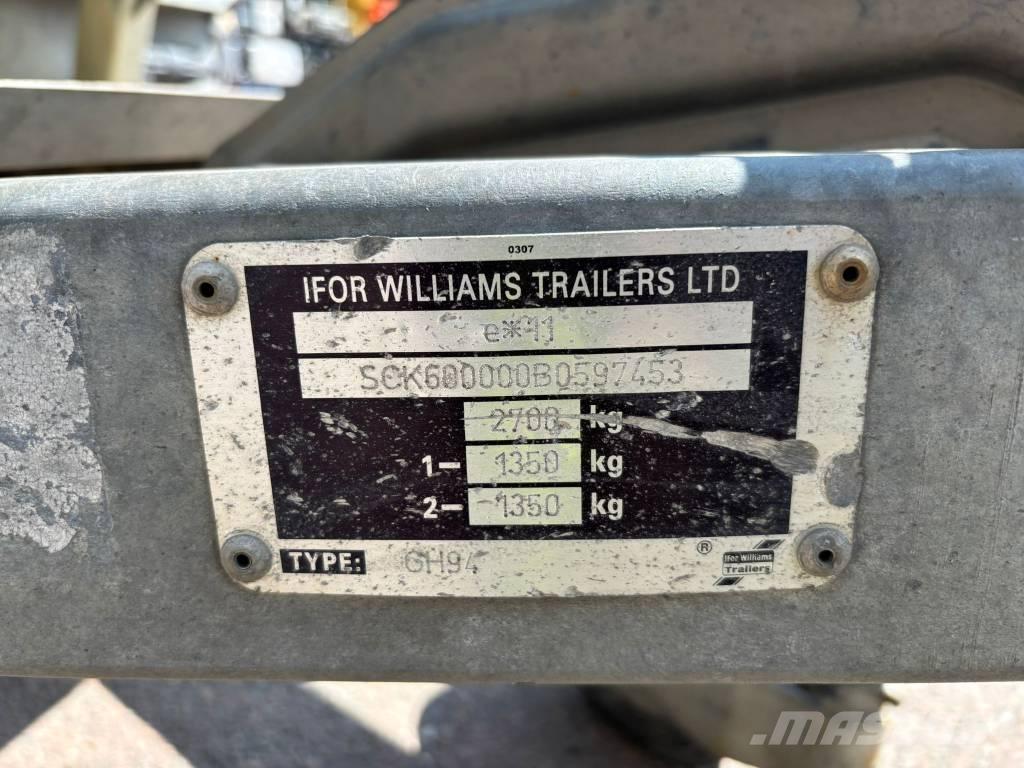 0307
IFOR WILLIAMS TRAILERS LTD
e*11
SCK600000B0597453
2700 kg
1– 1350 kg
2– 1350 kg
TYPE: GH94
®
Ifor Williams
Trailers